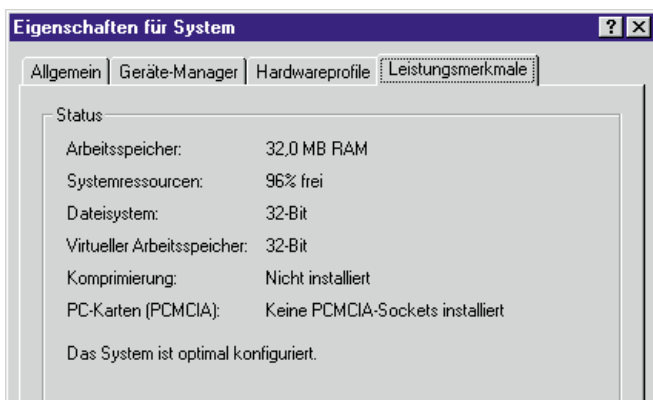 Eigenschaften für System
Allgemein Geräte-Manager Hardwareprofile Leistungsmerkmale
Status
Arbeitsspeicher: 32,0 MB RAM
Systemressourcen: 96% frei
Dateisystem: 32-Bit
Virtueller Arbeitsspeicher: 32-Bit
Komprimierung: Nicht installiert
PC-Karten (PCMCIA): Keine PCMCIA-Sockets installiert
Das System ist optimal konfiguriert.